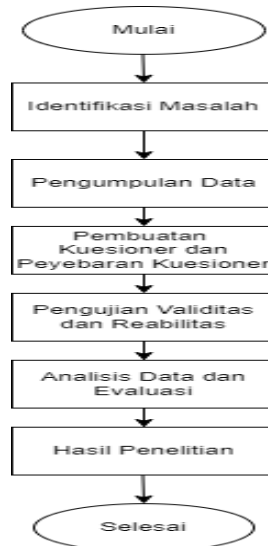 Mulai
Identifikasi Masalah
Pengumpulan Data
Pembuatan
Kuesioner dan
Peyebaran Kuesioner
Pengujian Validitas
dan Reabilitas
Analisis Data dan
Evaluasi
Hasil Penelitian
Selesai